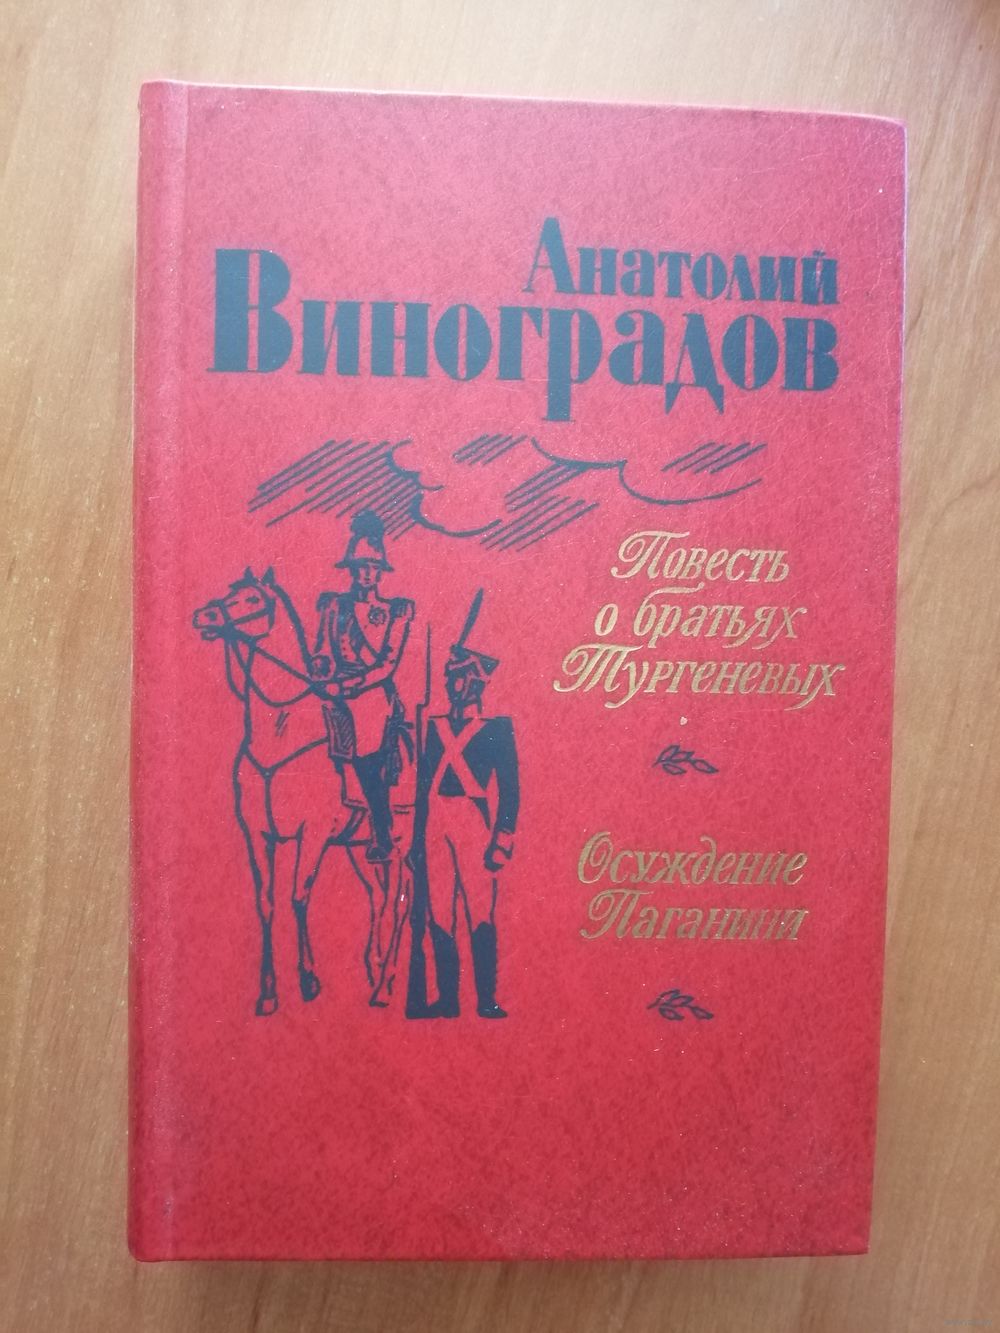 Анатолий
Виноградов
Повесть
о братьях
Тургеневых
Осуждение
Паганини